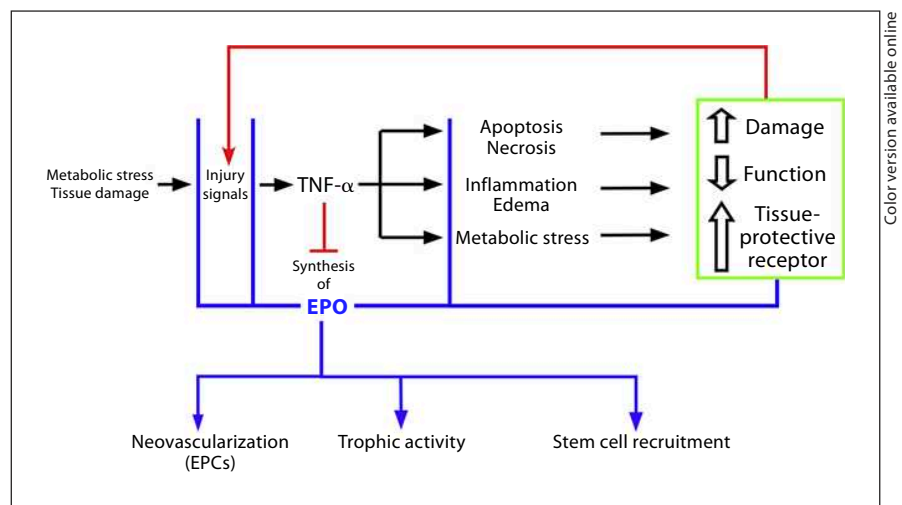 Color version available online
Metabolic stress
Tissue damage
Injury
signals
TNF-α
Apoptosis
Necrosis
Inflammation
Edema
Metabolic stress
Damage
Function
Tissue-
protective
receptor
Synthesis
of
EPO
Neovascularization
(EPCs)
Trophic activity
Stem cell recruitment